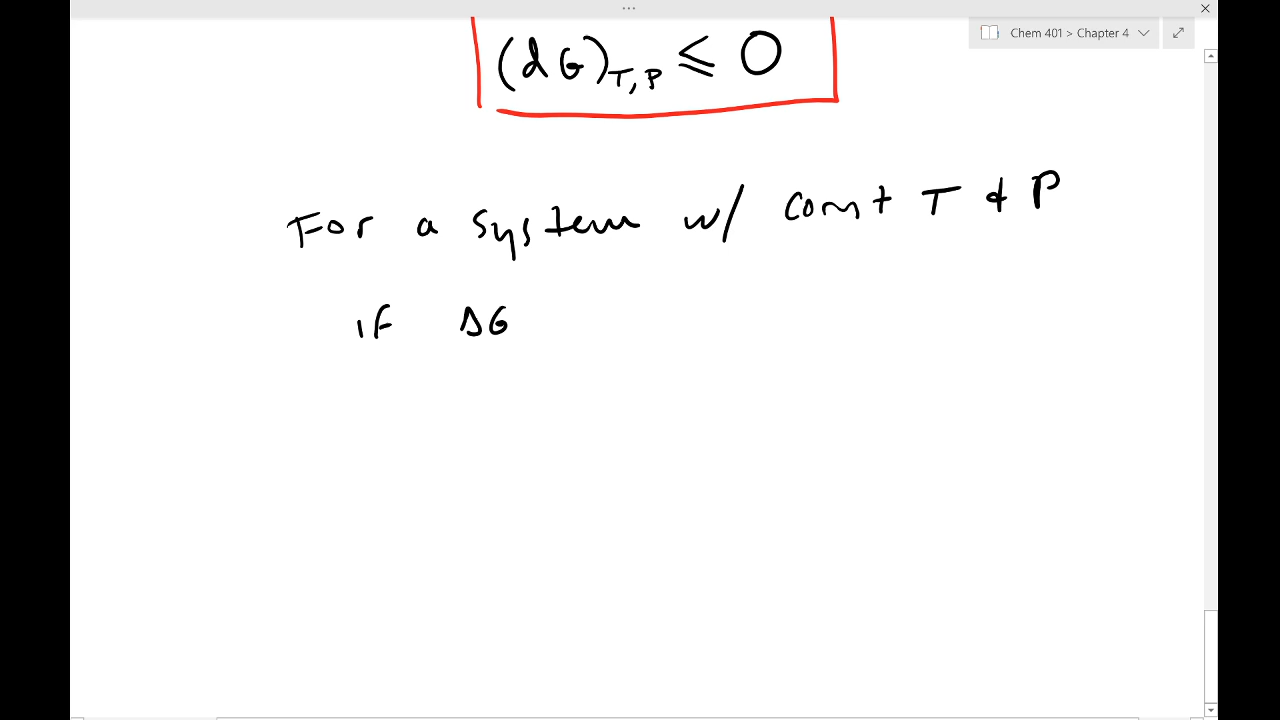 Chem 401 > Chapter 4
(dG)T,P ≤ 0
For a system w/ const T & P
if ΔG